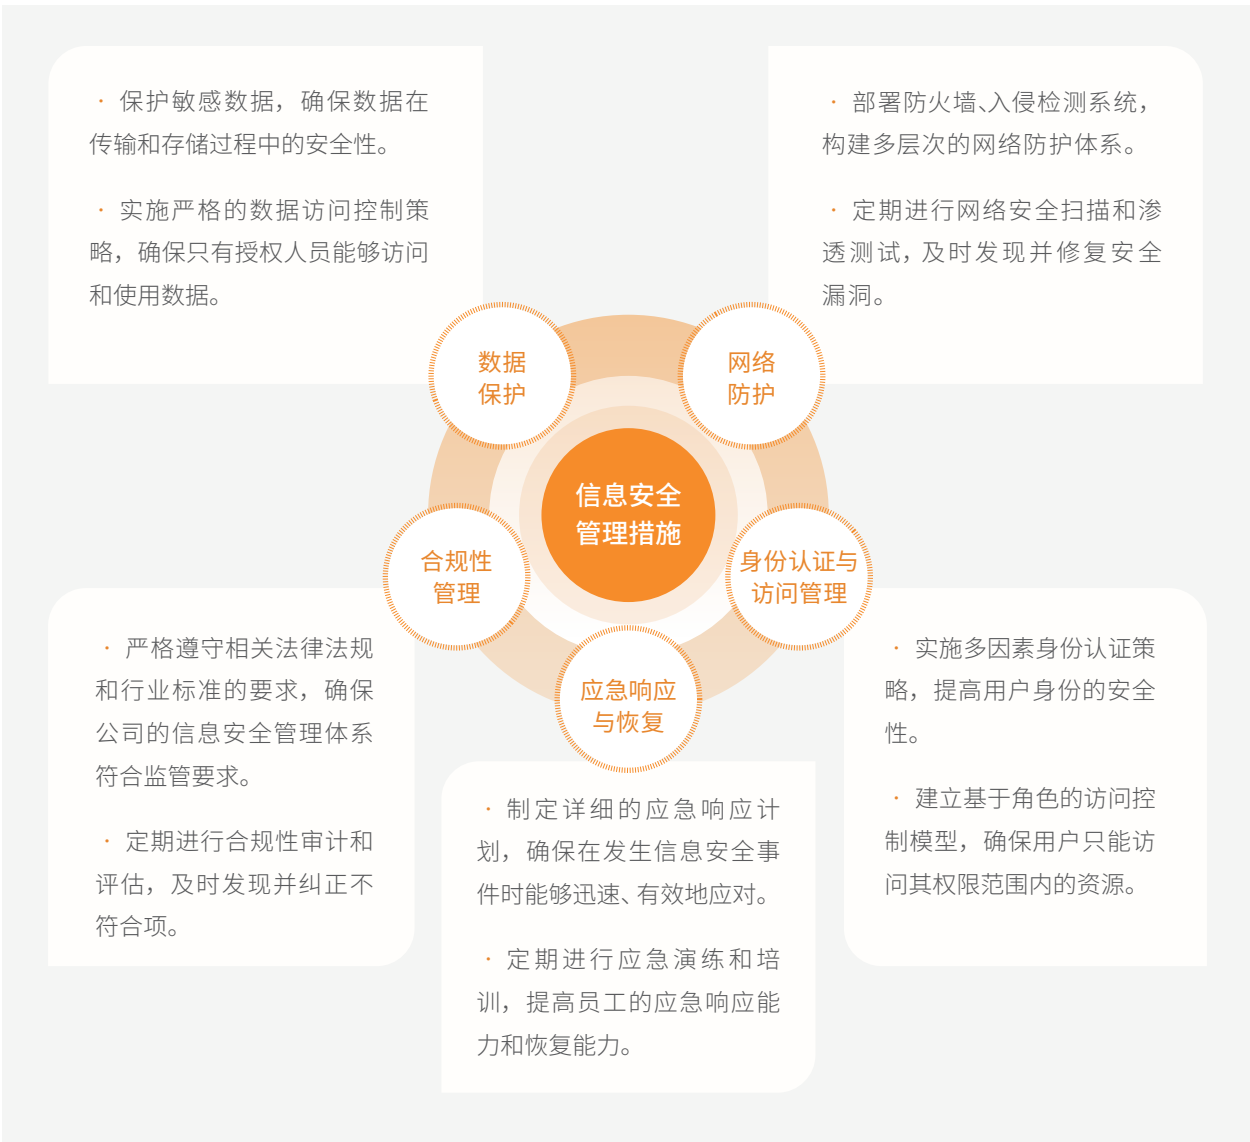 · 保护敏感数据，确保数据在
传输和存储过程中的安全性。
· 实施严格的数据访问控制策
略，确保只有授权人员能够访问
和使用数据。
· 部署防火墙、入侵检测系统，
构建多层次的网络防护体系。
· 定期进行网络安全扫描和渗
透测试，及时发现并修复安全
漏洞。
数据
保护
网络
防护
信息安全
管理措施
合规性
管理
身份认证与
访问管理
应急响应
与恢复
· 严格遵守相关法律法规
和行业标准的要求，确保
公司的信息安全管理体系
符合监管要求。
· 定期进行合规性审计和
评估，及时发现并纠正不
符合项。
· 制定详细的应急响应计
划，确保在发生信息安全事
件时能够迅速、有效地应对。
· 定期进行应急演练和培
训，提高员工的应急响应能
力和恢复能力。
· 实施多因素身份认证策
略，提高用户身份的安全
性。
· 建立基于角色的访问控
制模型，确保用户只能访
问其权限范围内的资源。